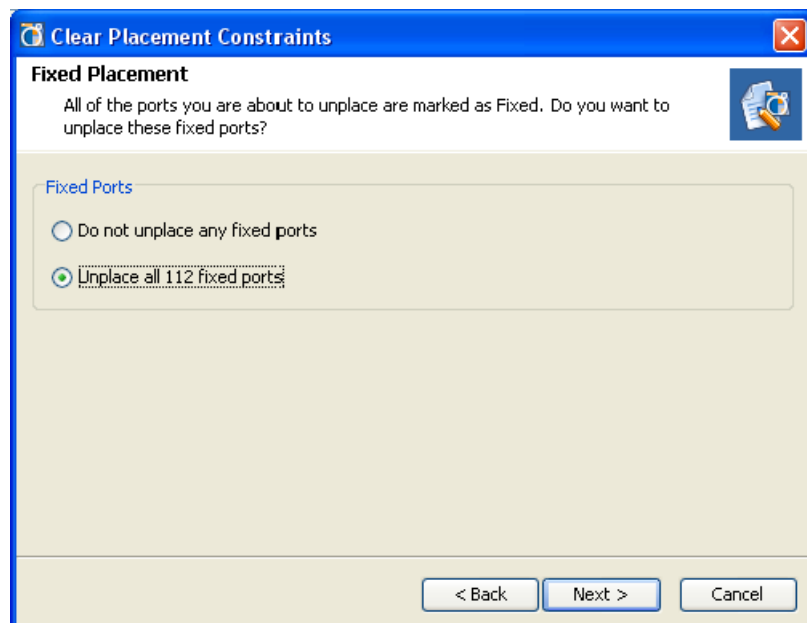 Clear Placement Constraints
Fixed Placement
All of the ports you are about to unplace are marked as Fixed. Do you want to
unplace these fixed ports?
Fixed Ports
Do not unplace any fixed ports
Unplace all 112 fixed ports
< Back
Next >
Cancel